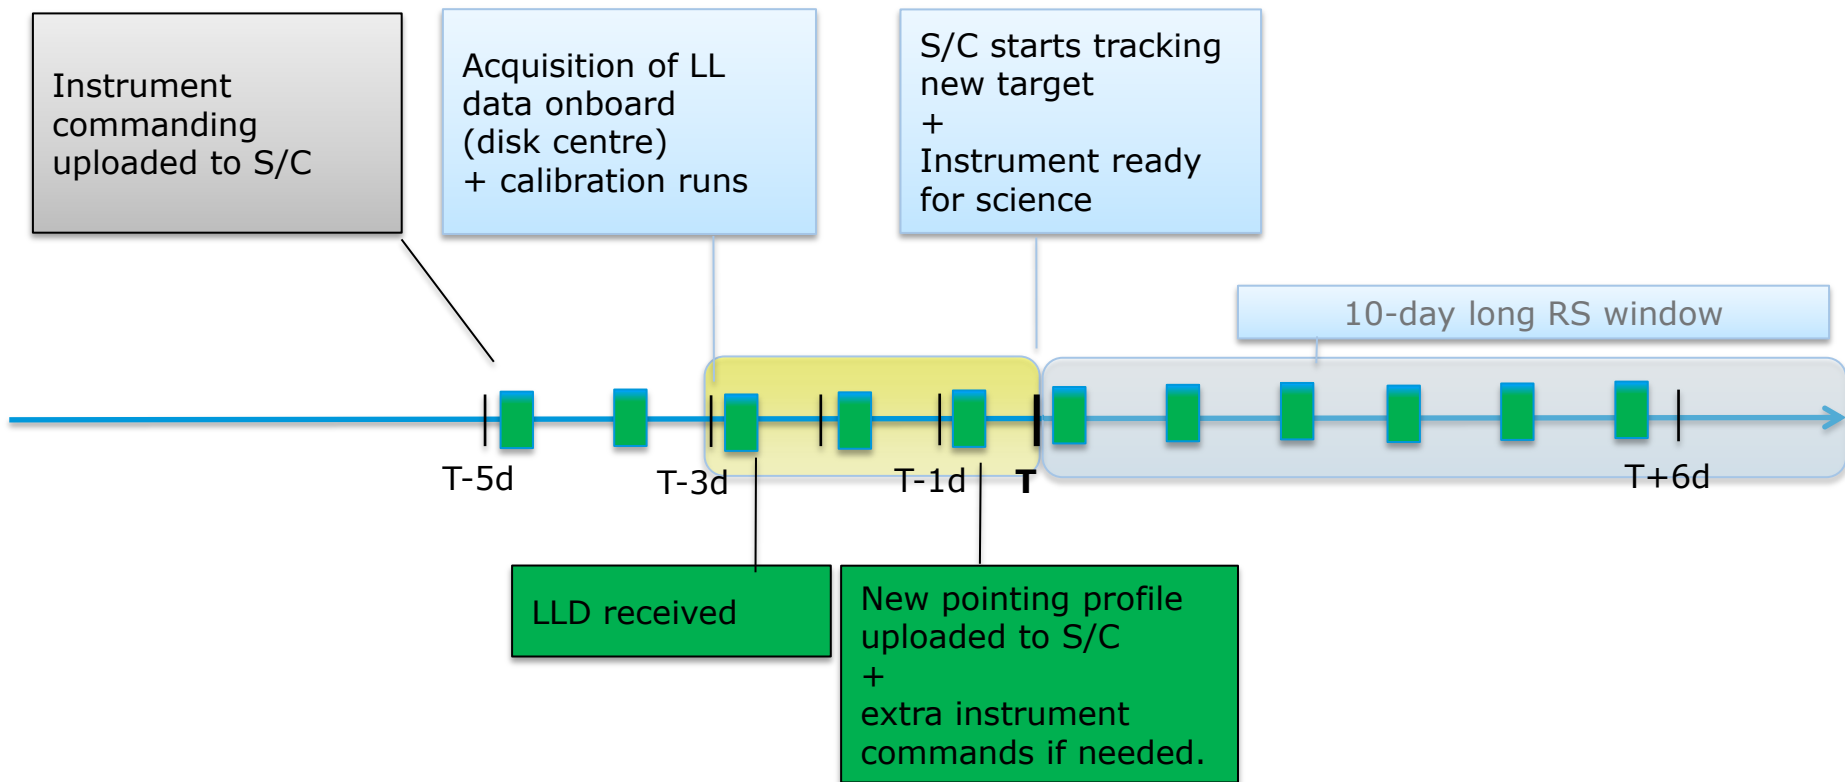 Instrument
commanding
uploaded to S/C
Acquisition of LL
data onboard
(disk centre)
+ calibration runs
S/C starts tracking
new target
+
Instrument ready
for science
10-day long RS window
T-5d
T-3d
T-1d
T
T+6d
LLD received
New pointing profile
uploaded to S/C
+
extra instrument
commands if needed.